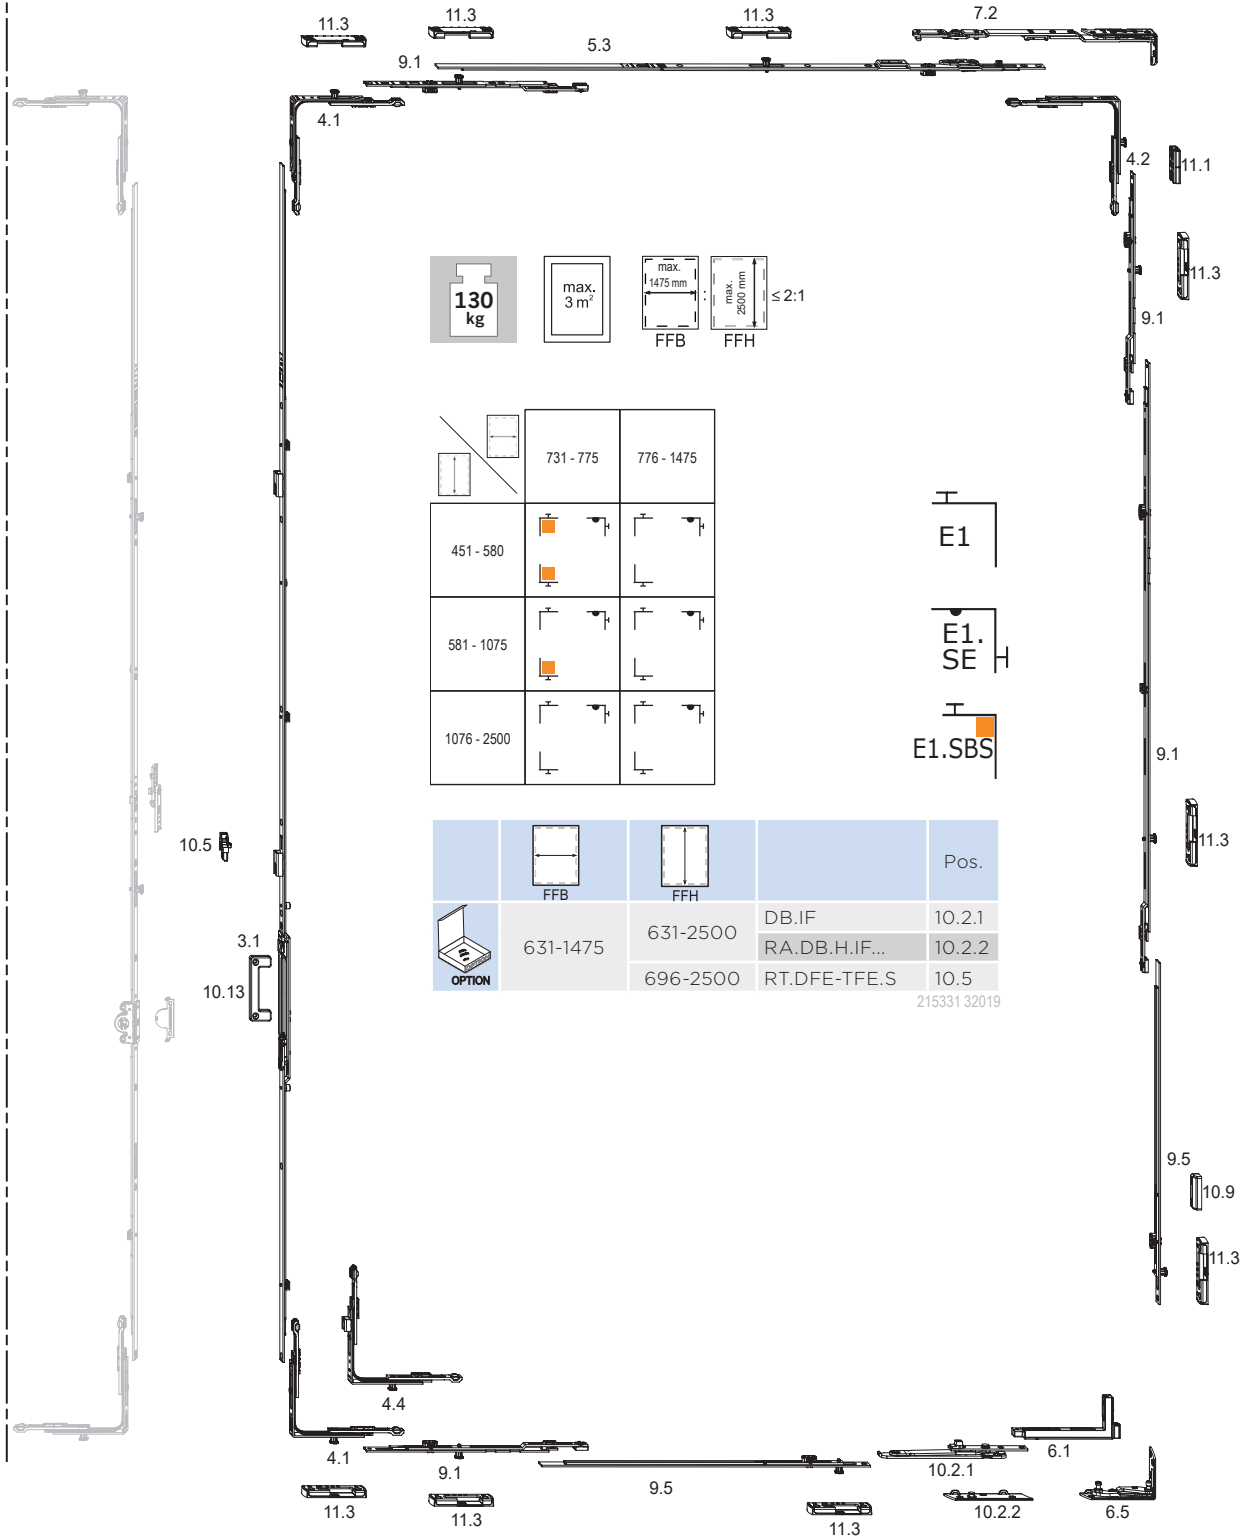 11.3
11.3
11.3
7.2
5.3
9.1
4.1
4.2
11.1
11.3
9.1
130
kg
max.
3 m²
max.
1475 mm
FFB
:
max.
2500 mm
FFH
≤ 2:1
731 - 775
776 - 1475
451 - 580
581 - 1075
1076 - 2500
E1
E1.
SE
E1.SBS
9.1
11.3
10.5
3.1
10.13
FFB
FFH
Pos.
OPTION
631-1475
631-2500
DB.IF
10.2.1
RA.DB.H.IF...
10.2.2
696-2500
RT.DFE-TFE.S
10.5
215331 32019
9.5
10.9
11.3
4.4
4.1
9.1
9.5
10.2.1
6.1
11.3
11.3
11.3
10.2.2
6.5